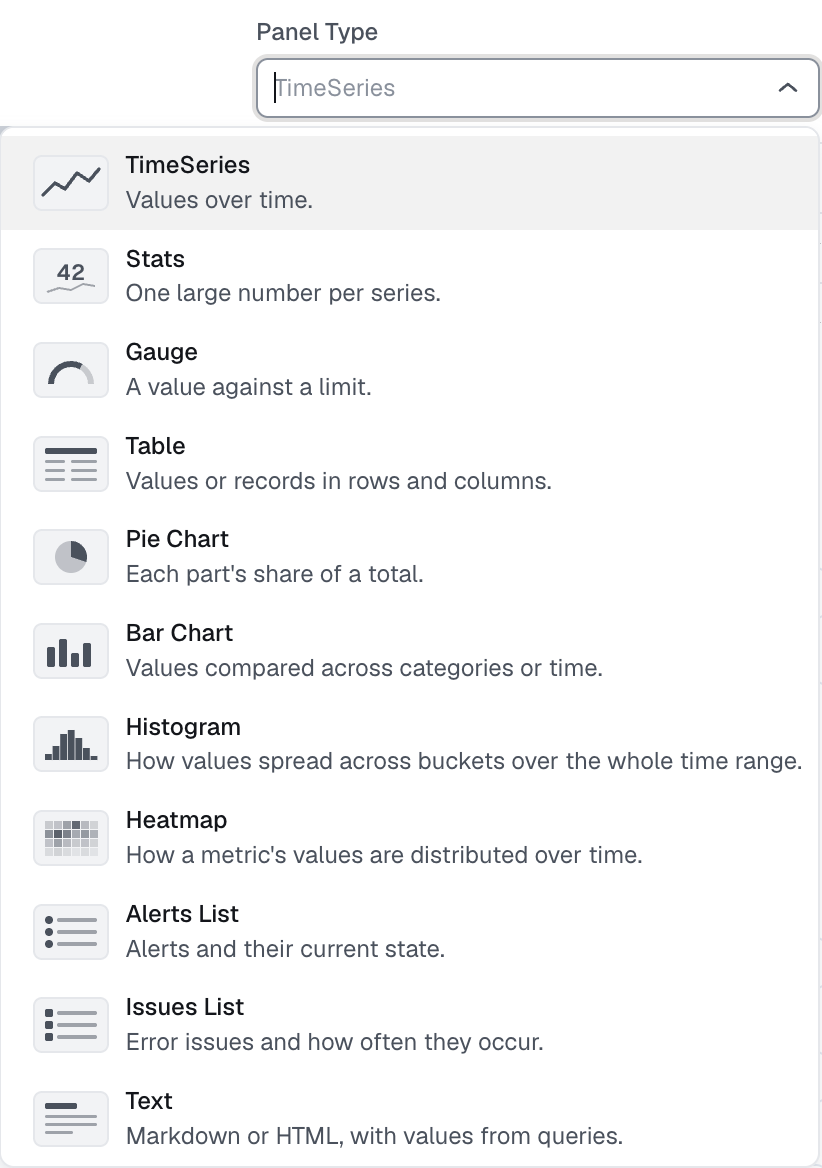 Panel Type
TimeSeries
TimeSeries
Values over time.
42
Stats
One large number per series.
Gauge
A value against a limit.
Table
Values or records in rows and columns.
Pie Chart
Each part's share of a total.
Bar Chart
Values compared across categories or time.
Histogram
How values spread across buckets over the whole time range.
Heatmap
How a metric's values are distributed over time.
Alerts List
Alerts and their current state.
Issues List
Error issues and how often they occur.
Text
Markdown or HTML, with values from queries.